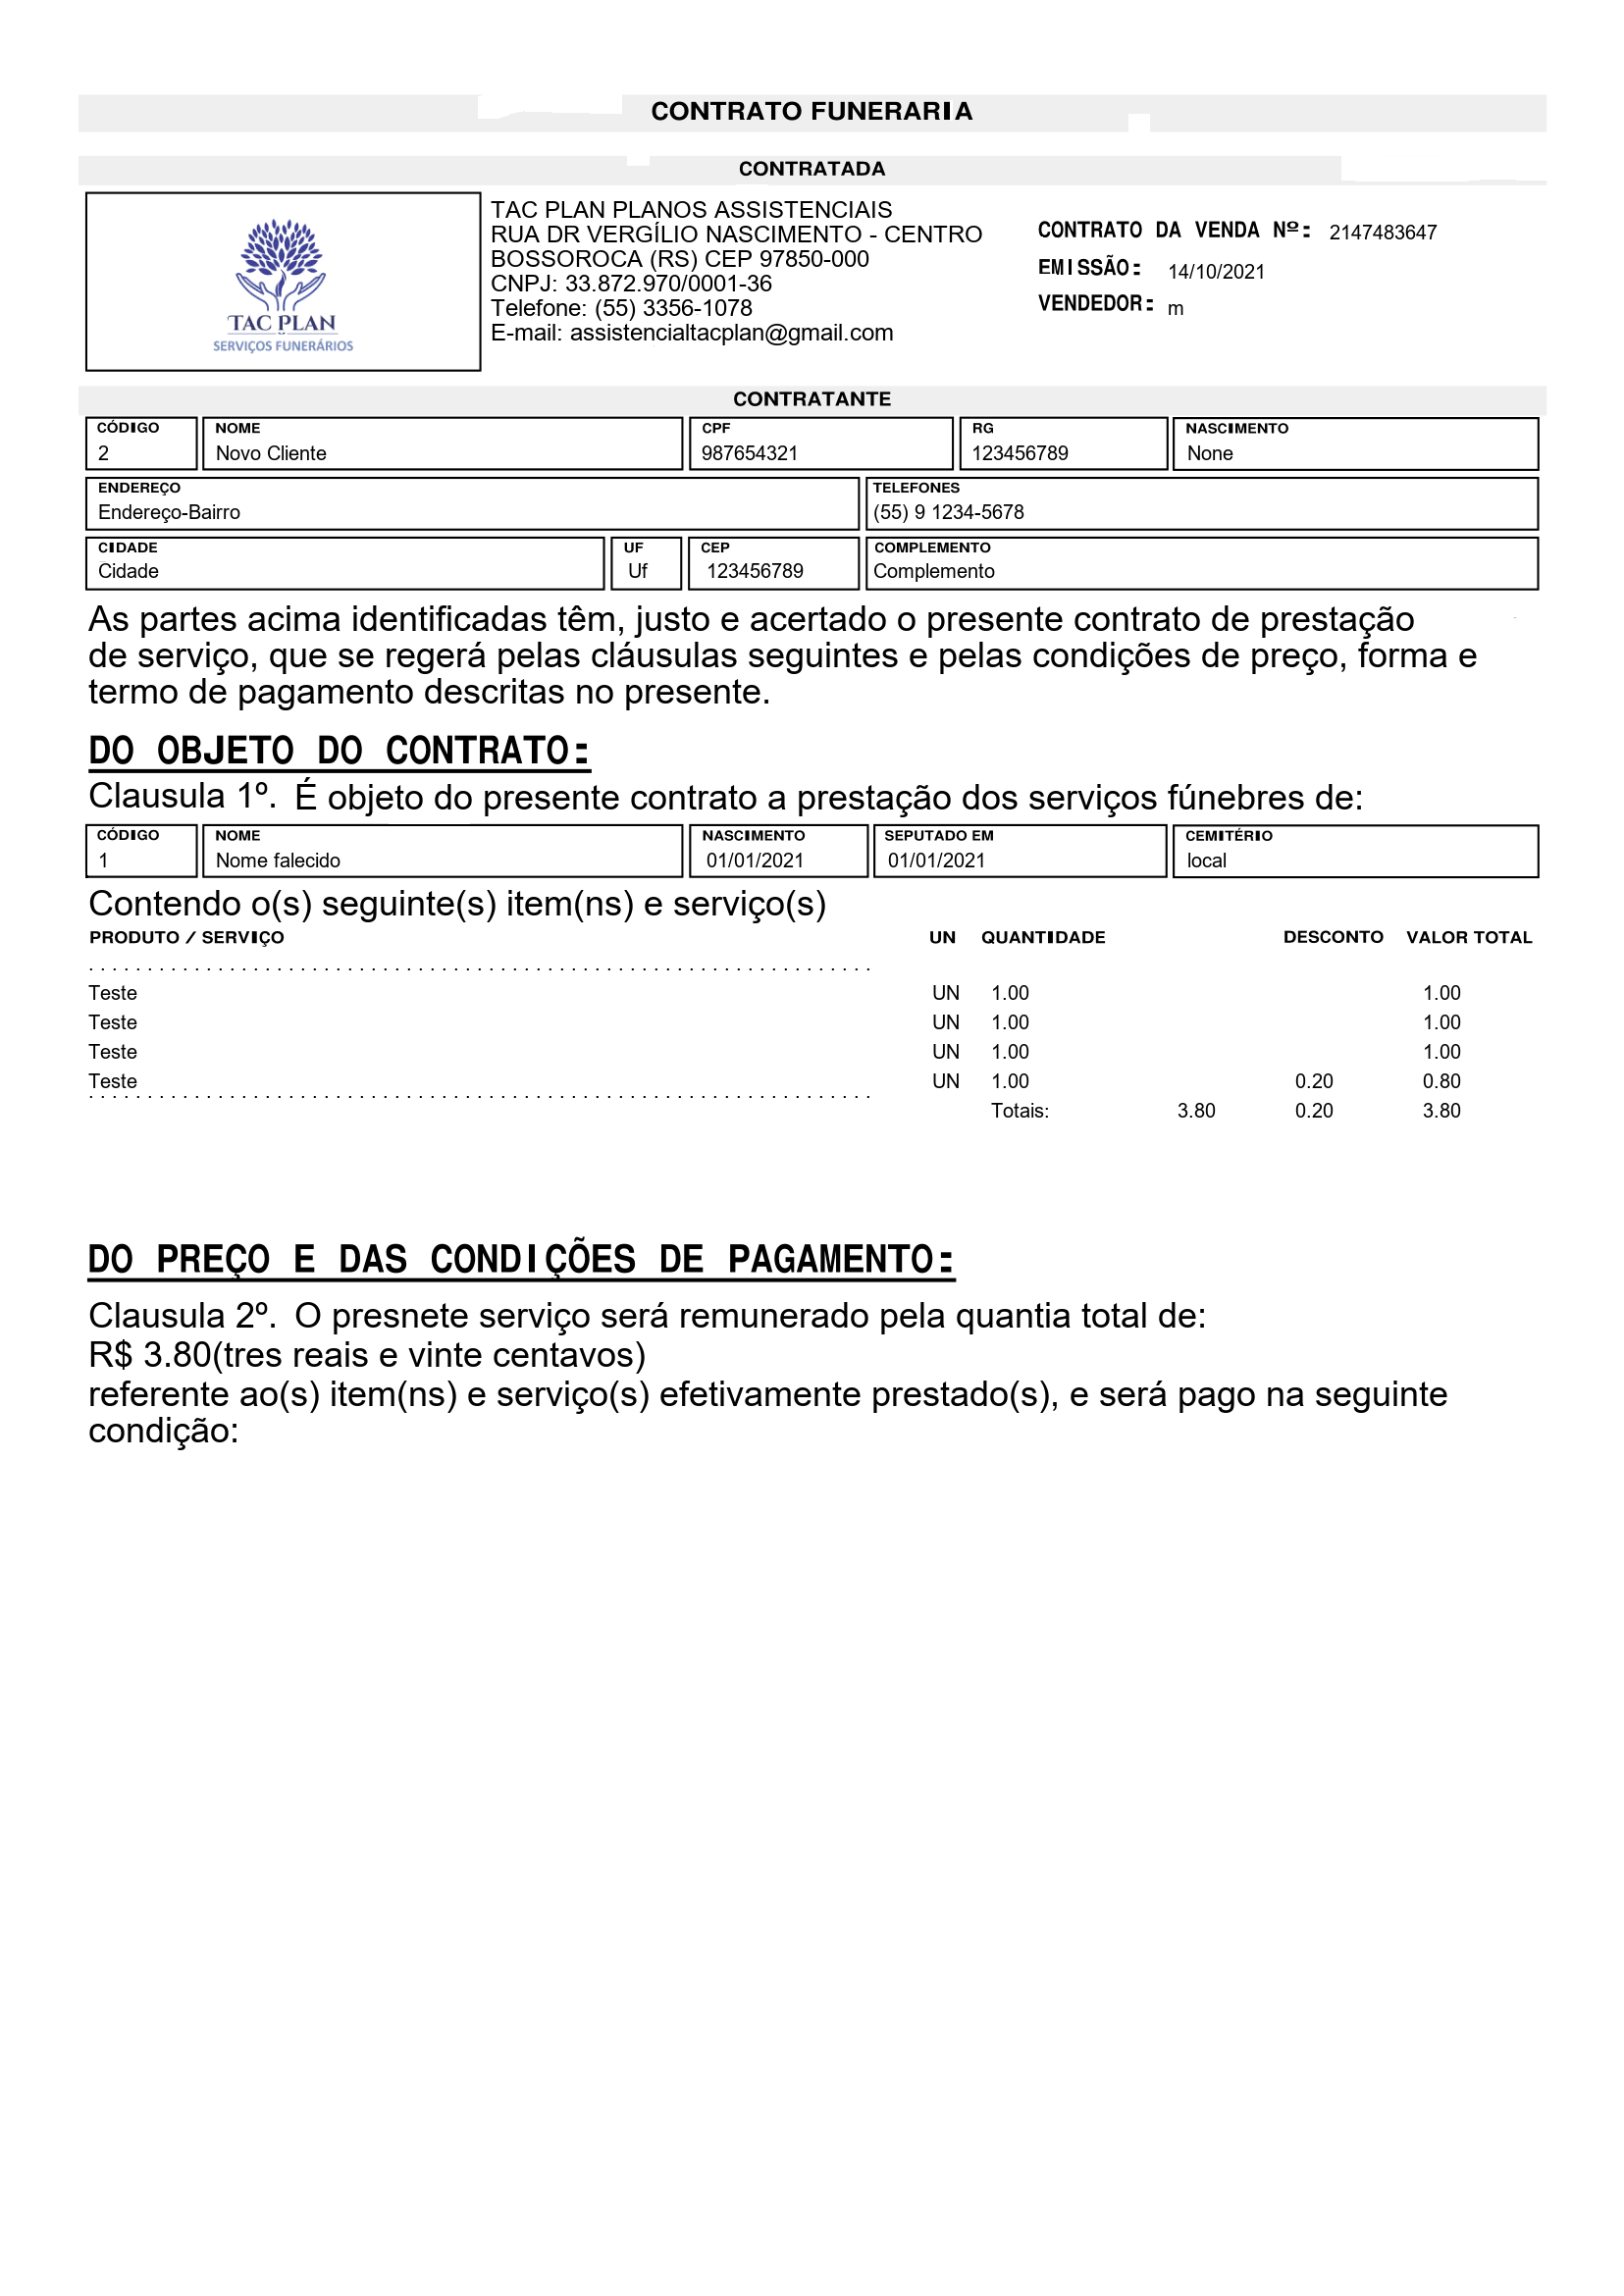 CONTRATO FUNERARIA
CONTRATADA
TAC PLAN
SERVIÇOS FUNERÁRIOS
TAC PLAN PLANOS ASSISTENCIAIS
RUA DR VERGÍLIO NASCIMENTO - CENTRO
BOSSOROCA (RS) CEP 97850-000
CNPJ: 33.872.970/0001-36
Telefone: (55) 3356-1078
E-mail: assistencialtacplan@gmail.com
CONTRATO DA VENDA Nº: 2147483647
EMISSÃO: 14/10/2021
VENDEDOR: m
CONTRATANTE
CÓDIGO NOME CPF RG NASCIMENTO
2 Novo Cliente 987654321 123456789 None
ENDEREÇO TELEFONES
Endereço-Bairro (55) 9 1234-5678
CIDADE UF CEP COMPLEMENTO
Cidade Uf 123456789 Complemento
As partes acima identificadas têm, justo e acertado o presente contrato de prestação
de serviço, que se regerá pelas cláusulas seguintes e pelas condições de preço, forma e
termo de pagamento descritas no presente.
DO OBJETO DO CONTRATO:
Clausula 1º. É objeto do presente contrato a prestação dos serviços fúnebres de:
CÓDIGO NOME NASCIMENTO SEPUTADO EM CEMITÉRIO
1 Nome falecido 01/01/2021 01/01/2021 local
Contendo o(s) seguinte(s) item(ns) e serviço(s)
PRODUTO / SERVIÇO UN QUANTIDADE DESCONTO VALOR TOTAL
Teste UN 1.00 1.00
Teste UN 1.00 1.00
Teste UN 1.00 1.00
Teste UN 1.00 0.20 0.80
Totais: 3.80 0.20 3.80
DO PREÇO E DAS CONDIÇÕES DE PAGAMENTO:
Clausula 2º. O presnete serviço será remunerado pela quantia total de:
R$ 3.80(tres reais e vinte centavos)
referente ao(s) item(ns) e serviço(s) efetivamente prestado(s), e será pago na seguinte
condição: